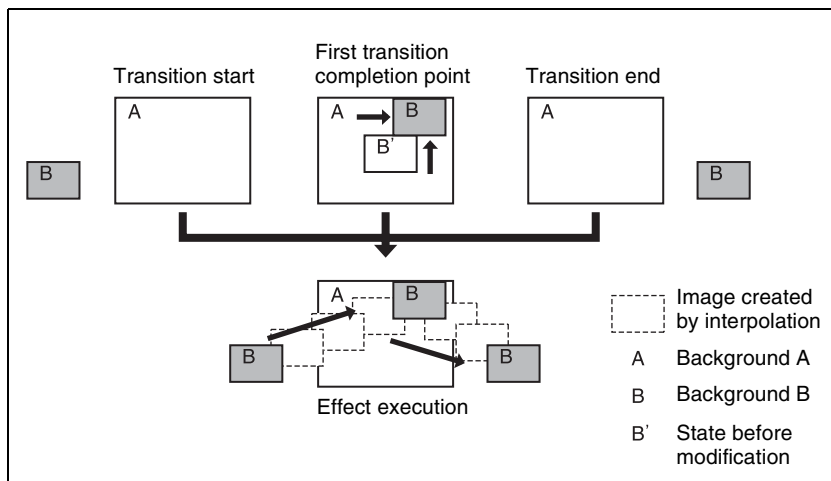 Transition start
First transition
completion point
Transition end
A
A
B
B'
A
B
B
A
B
B
B
Effect execution
Image created
by interpolation
A Background A
B Background B
B' State before
modification